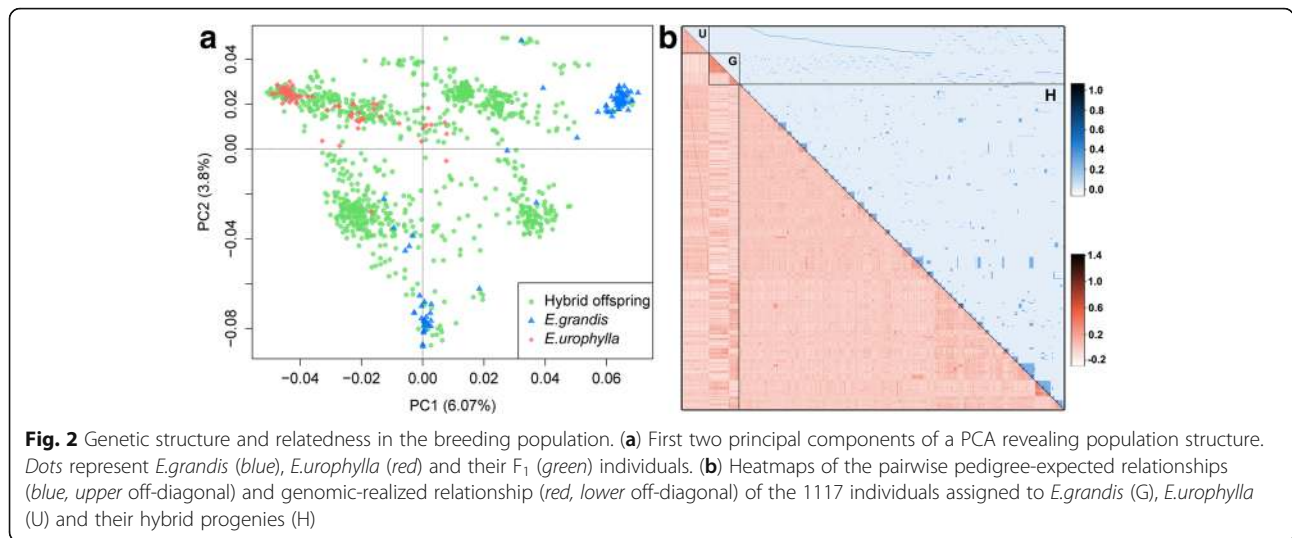 a
0.04
0.02
0.00
−0.04
−0.08
PC2 (3.8%)
−0.04
−0.02
0.00
0.02
0.04
0.06
PC1 (6.07%)
Hybrid offspring
E.grandis
E.urophylla
b
U
G
H
1.0
0.8
0.6
0.4
0.2
0.0
1.4
1.0
0.6
0.2
-0.2
Fig. 2 Genetic structure and relatedness in the breeding population. (a) First two principal components of a PCA revealing population structure.
Dots represent E.grandis (blue), E.urophylla (red) and their F₁ (green) individuals. (b) Heatmaps of the pairwise pedigree-expected relationships
(blue, upper off-diagonal) and genomic-realized relationship (red, lower off-diagonal) of the 1117 individuals assigned to E.grandis (G), E.urophylla
(U) and their hybrid progenies (H)